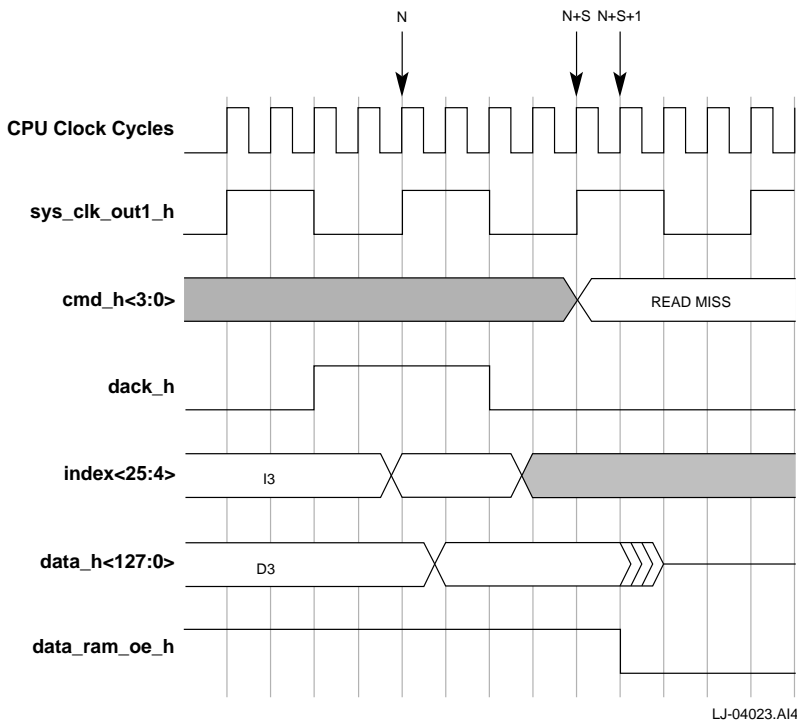 N N+S N+S+1
CPU Clock Cycles
sys_clk_out1_h
cmd_h<3:0> READ MISS
dack_h
index<25:4> I3
data_h<127:0> D3
data_ram_oe_h
LJ-04023.AI4